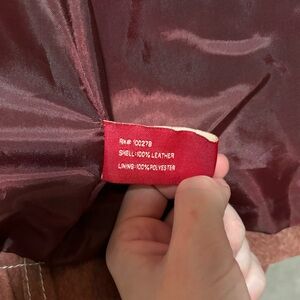 RN# 100278
SHELL: 100% LEATHER
LINING: 100% POLYESTER